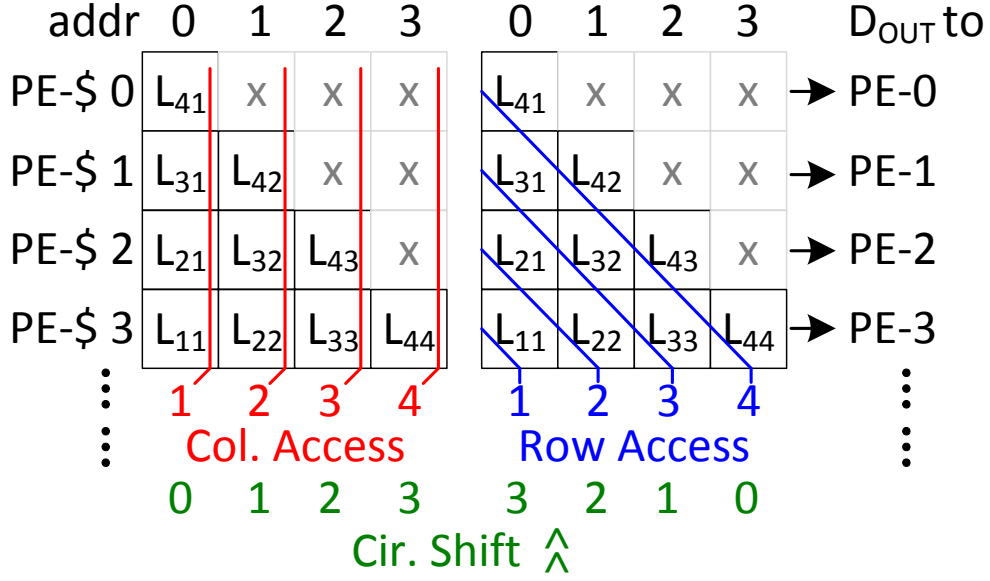 addr 0 1 2 3 0 1 2 3 D_OUT to
PE-$ 0 L41 x x x L41 x x x PE-0
PE-$ 1 L31 L42 x x L31 L42 x x PE-1
PE-$ 2 L21 L32 L43 x L21 L32 L43 x PE-2
PE-$ 3 L11 L22 L33 L44 L11 L22 L33 L44 PE-3
1 2 3 4 1 2 3 4
Col. Access Row Access
0 1 2 3 3 2 1 0
Cir. Shift